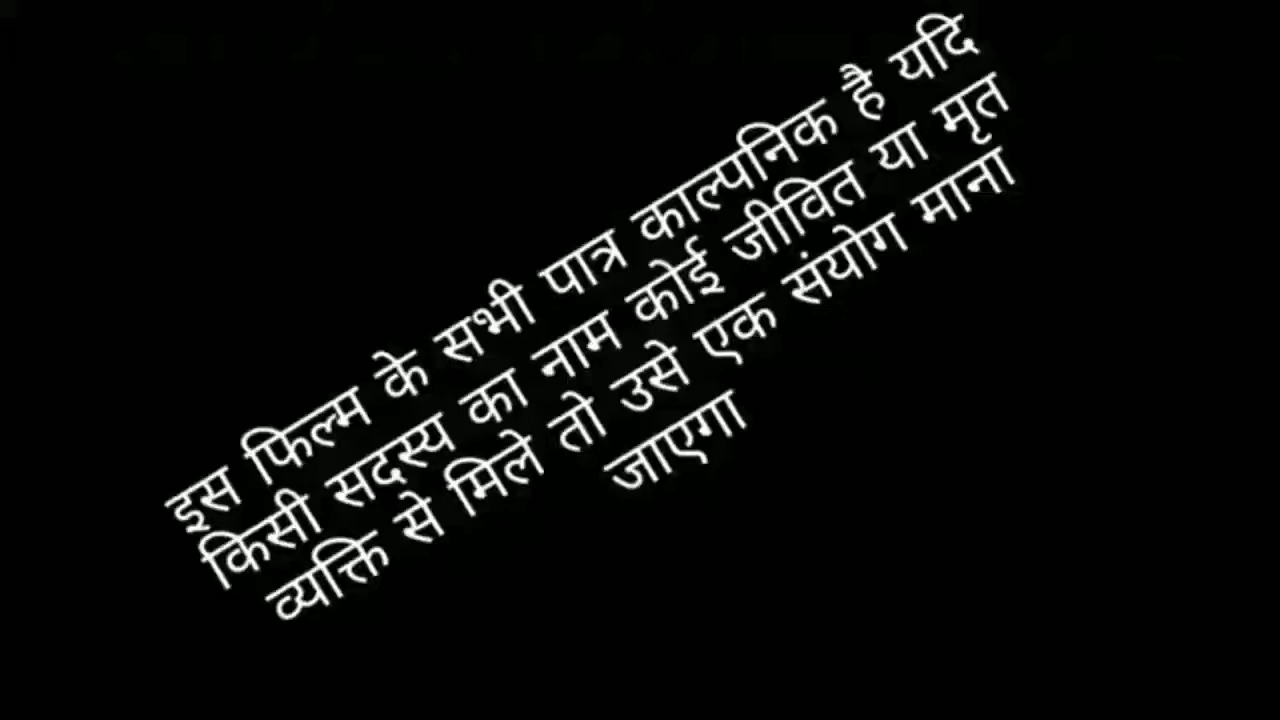 इस फिल्म के सभी पात्र काल्पनिक है यदि
किसी सदस्य का नाम कोई जीवित या मृत
व्यक्ति से मिले तो उसे एक संयोग माना
जाएगा